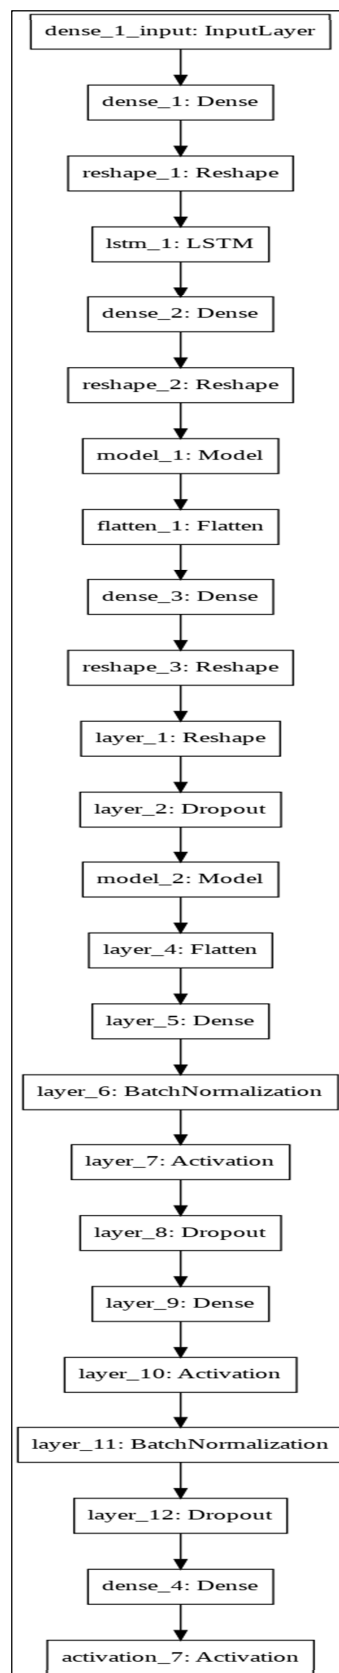 dense_1_input: InputLayer
dense_1: Dense
reshape_1: Reshape
lstm_1: LSTM
dense_2: Dense
reshape_2: Reshape
model_1: Model
flatten_1: Flatten
dense_3: Dense
reshape_3: Reshape
layer_1: Reshape
layer_2: Dropout
model_2: Model
layer_4: Flatten
layer_5: Dense
layer_6: BatchNormalization
layer_7: Activation
layer_8: Dropout
layer_9: Dense
layer_10: Activation
layer_11: BatchNormalization
layer_12: Dropout
dense_4: Dense
activation_7: Activation